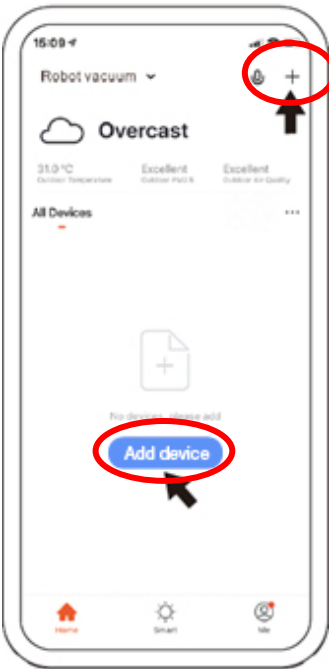 15:09
Robot vacuum
Overcast
31.0 °C Excellent Excellent
Outdoor Temperature Outdoor PM2.5 Outdoor Air Quality
All Devices
No devices, please add
Add device
Home Smart Me